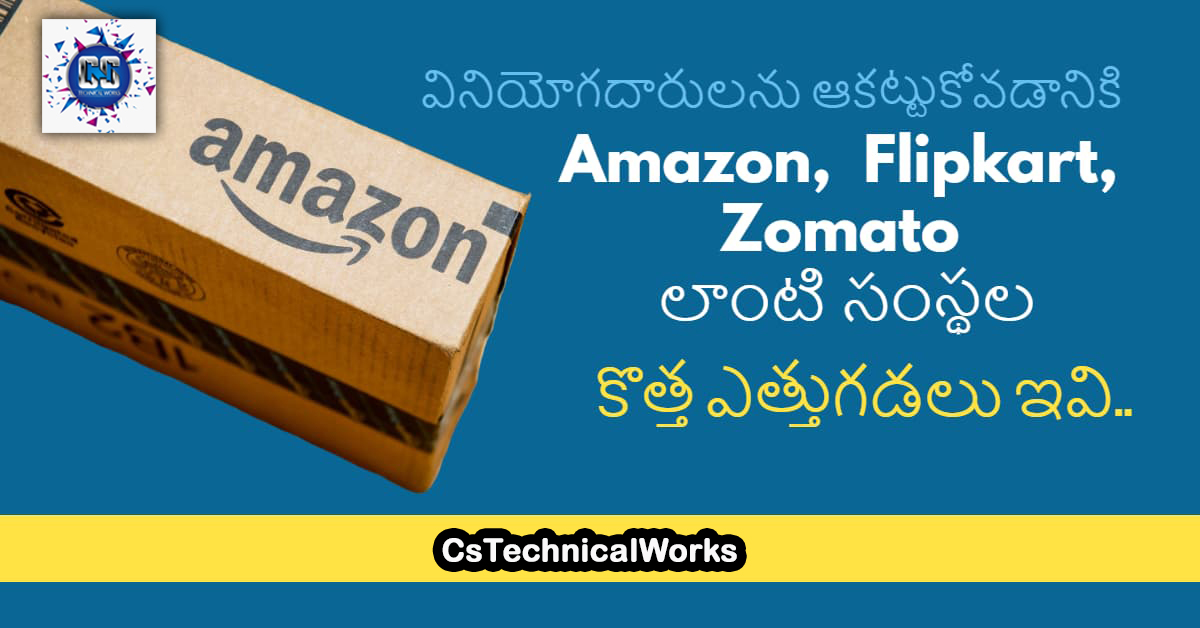 వినియోగదారులను ఆకట్టుకోవడానికి
Amazon, Flipkart,
Zomato
లాంటి సంస్థల
కొత్త ఎత్తుగడలు ఇవి..
amazon
CsTechnicalWorks